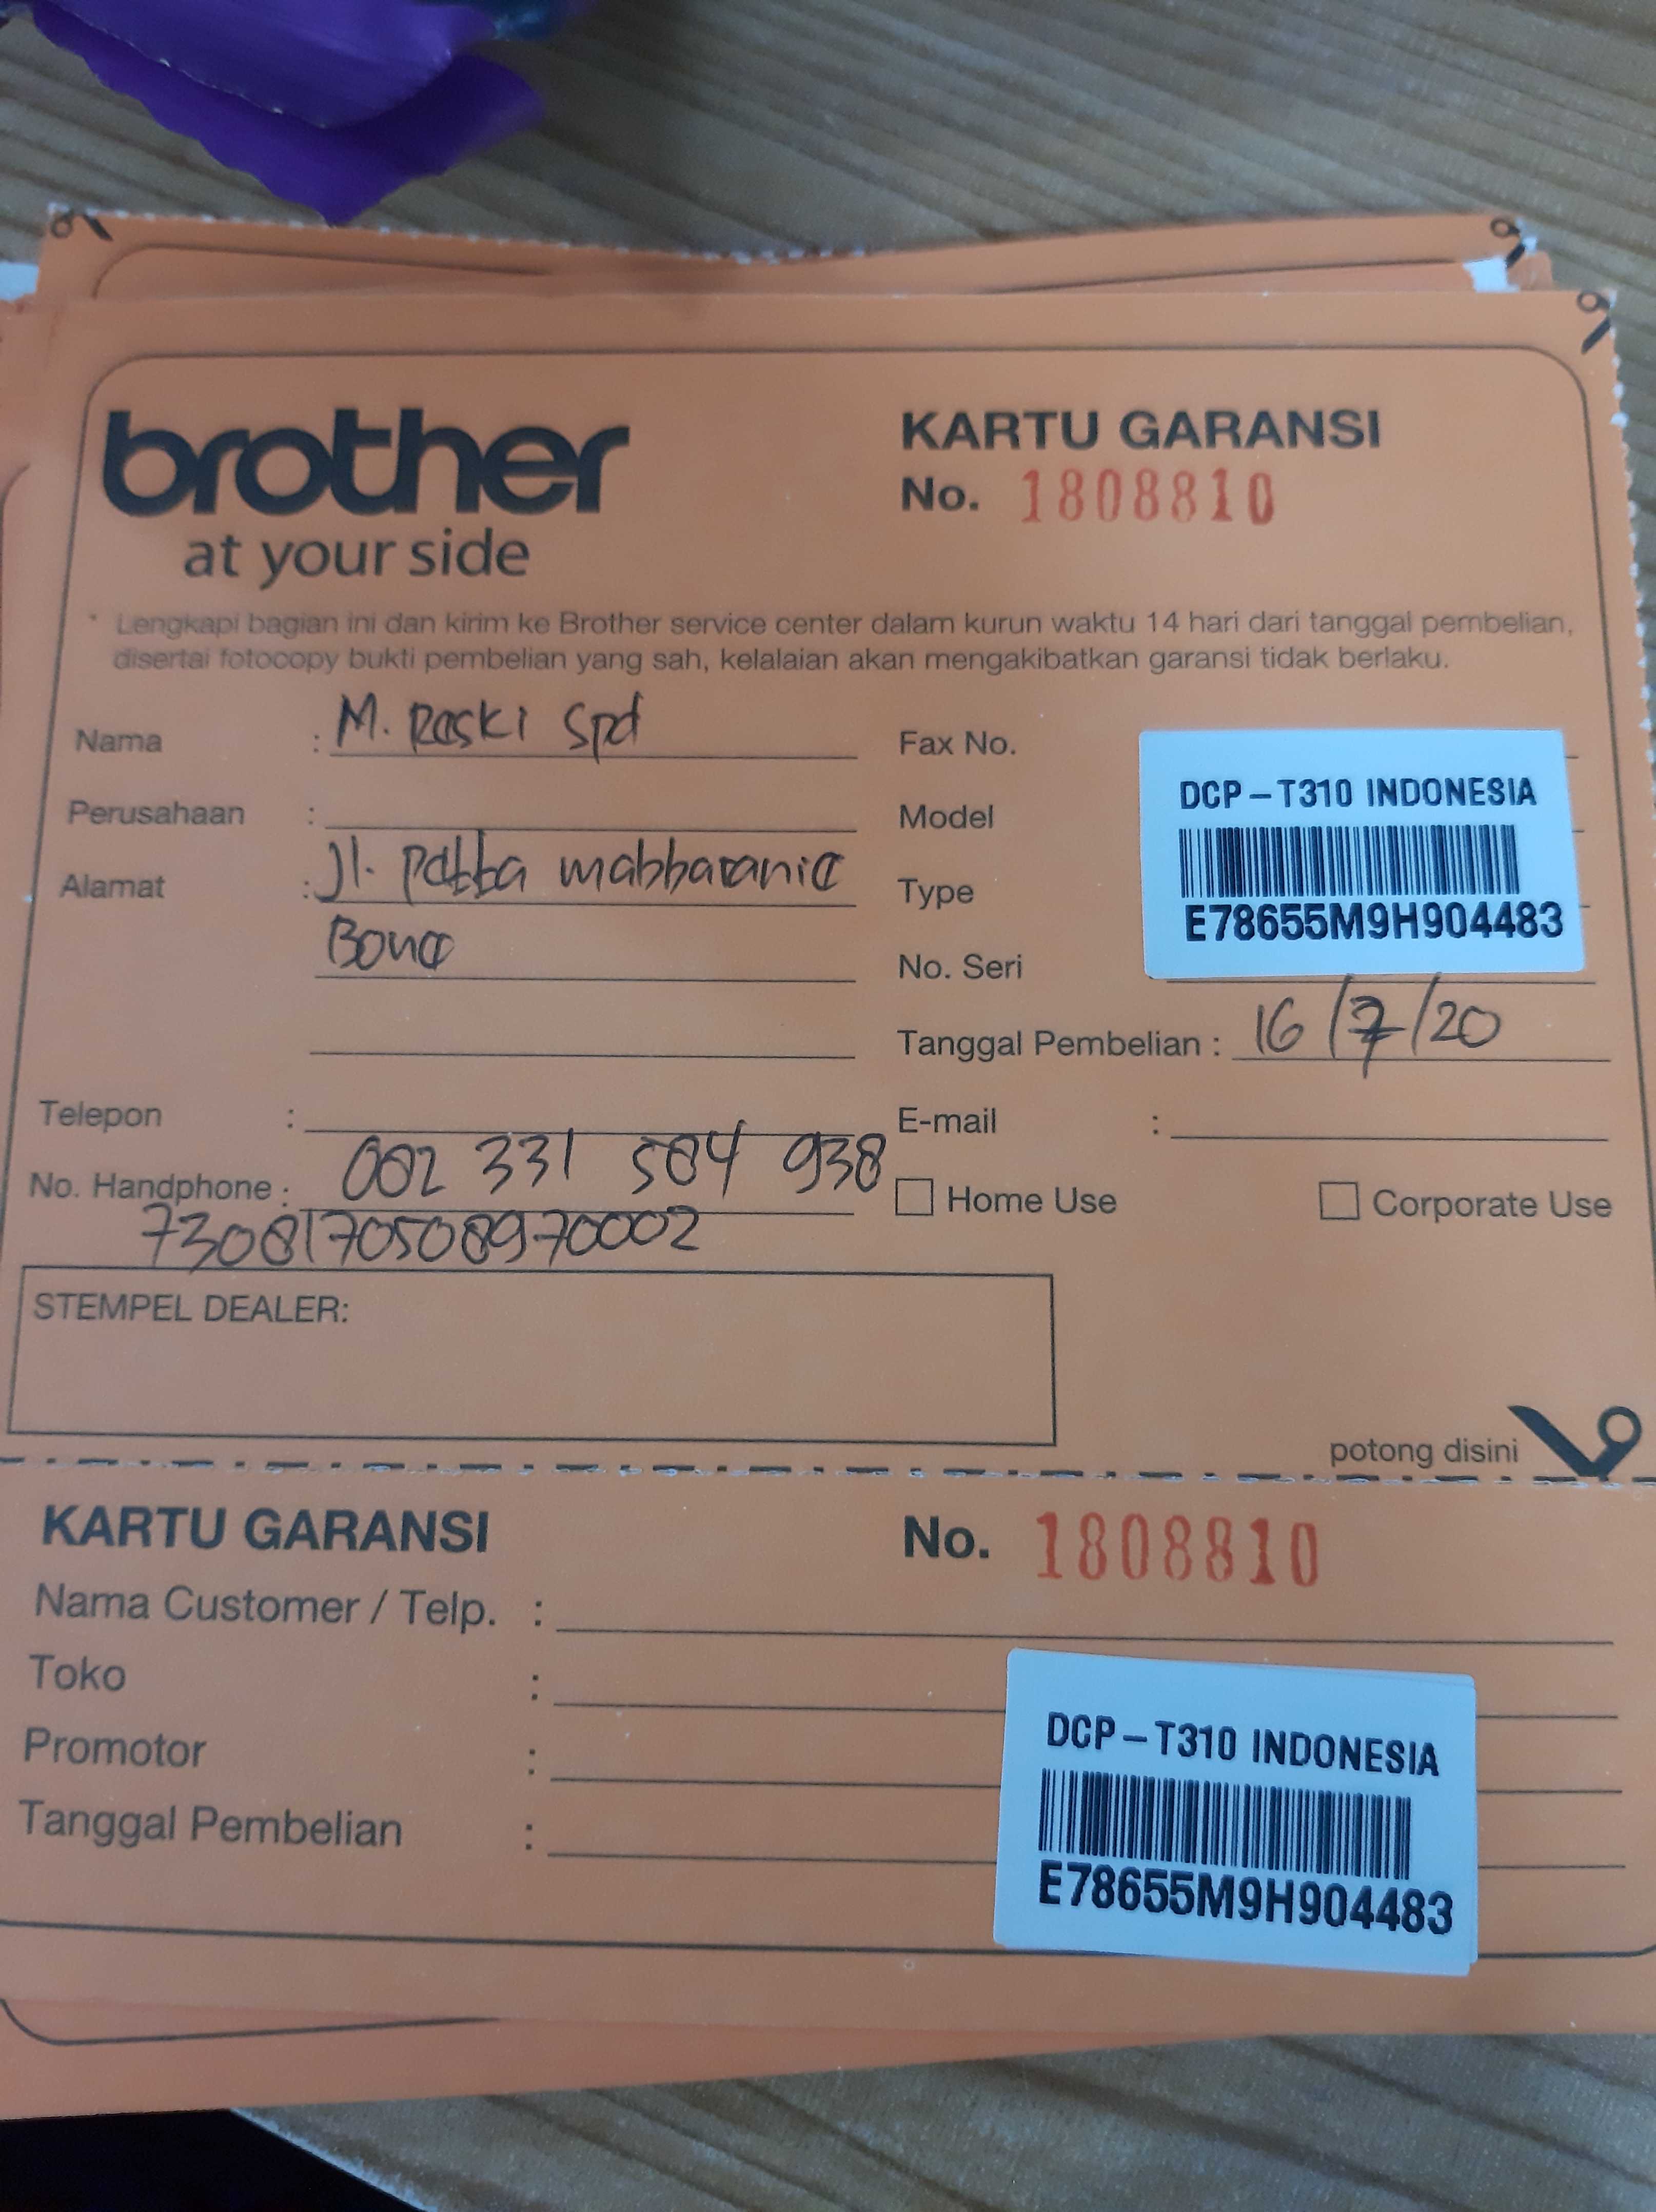 brother
at your side
KARTU GARANSI
No. 1808810
* Lengkapi bagian ini dan kirim ke Brother service center dalam kurun waktu 14 hari dari tanggal pembelian,
disertai fotocopy bukti pembelian yang sah, kelalaian akan mengakibatkan garansi tidak berlaku.
Nama : M. Raski Spd
Perusahaan :
Alamat : Jl. Patta mabbarania
Bone
Telepon :
No. Handphone : 082 331 584 938
7308170508970002
Fax No.
Model
Type
No. Seri
DCP-T310 INDONESIA
E78655M9H904483
Tanggal Pembelian : 16/7/20
E-mail :
Home Use
Corporate Use
STEMPEL DEALER:
potong disini
KARTU GARANSI
No. 1808810
Nama Customer / Telp. :
Toko :
Promotor :
Tanggal Pembelian :
DCP-T310 INDONESIA
E78655M9H904483